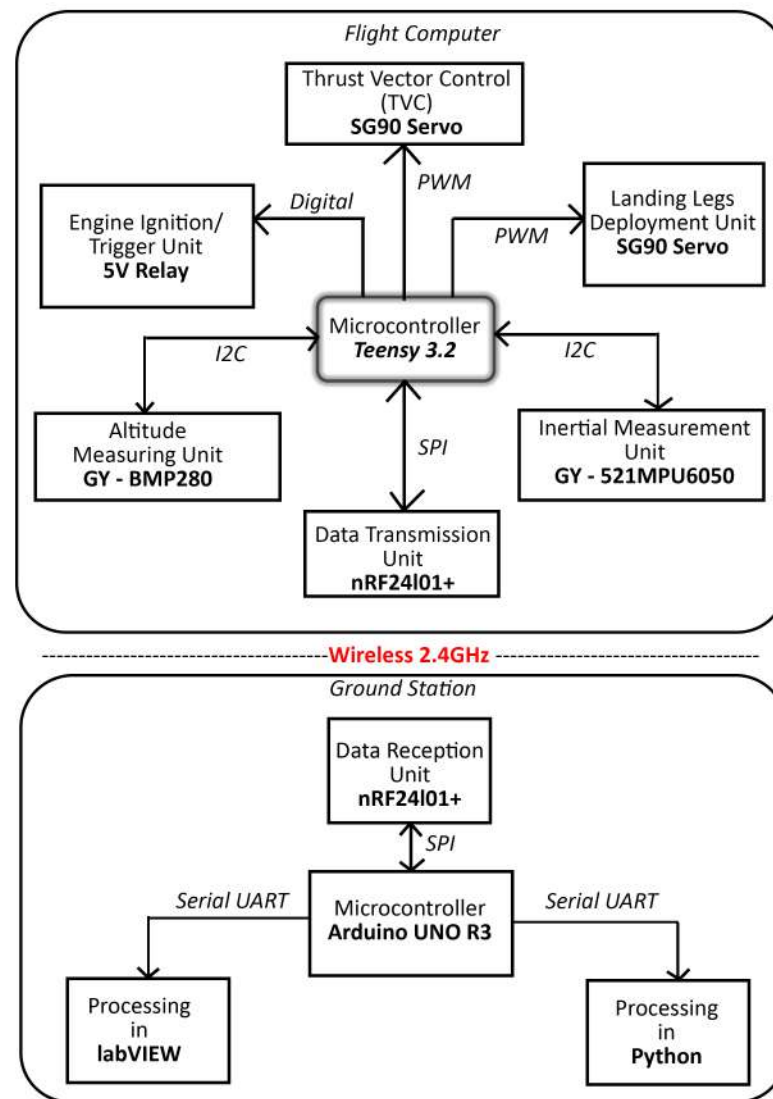 Flight Computer
Thrust Vector Control
(TVC)
SG90 Servo
PWM
Digital
Engine Ignition/
Trigger Unit
5V Relay
PWM
Landing Legs
Deployment Unit
SG90 Servo
Microcontroller
Teensy 3.2
I2C
I2C
Altitude
Measuring Unit
GY - BMP280
SPI
Inertial Measurement
Unit
GY - 521MPU6050
Data Transmission
Unit
nRF24l01+
Wireless 2.4GHz
Ground Station
Data Reception
Unit
nRF24l01+
SPI
Serial UART
Microcontroller
Arduino UNO R3
Serial UART
Processing
in
labVIEW
Processing
in
Python